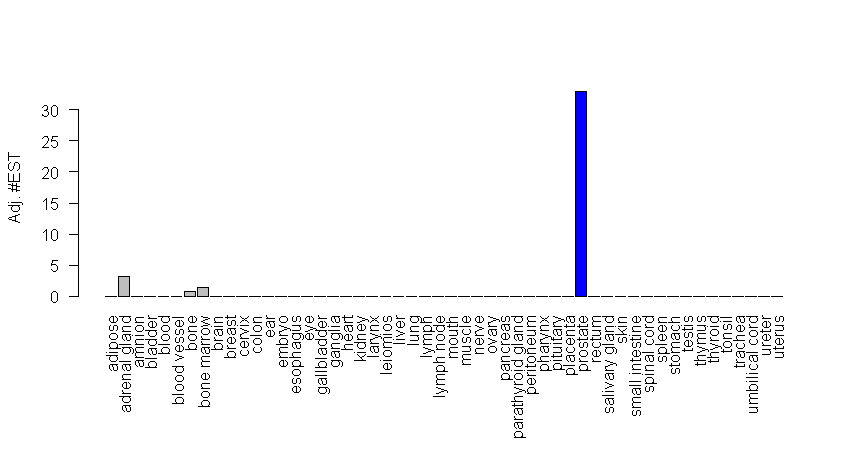 Adj. #EST
30
25
20
15
10
5
0
adipose
adrenal gland
amnion
bladder
blood
blood vessel
bone
bone marrow
brain
breast
cervix
colon
ear
embryo
esophagus
eye
gallbladder
ganglia
heart
kidney
larynx
leiomios
liver
lung
lymph
lymph node
mouth
muscle
nerve
ovary
pancreas
parathyroid gland
peritoneum
pharynx
pituitary
placenta
prostate
rectum
salivary gland
skin
small intestine
spinal cord
spleen
stomach
testis
thymus
thyroid
tonsil
trachea
umbilical cord
ureter
uterus